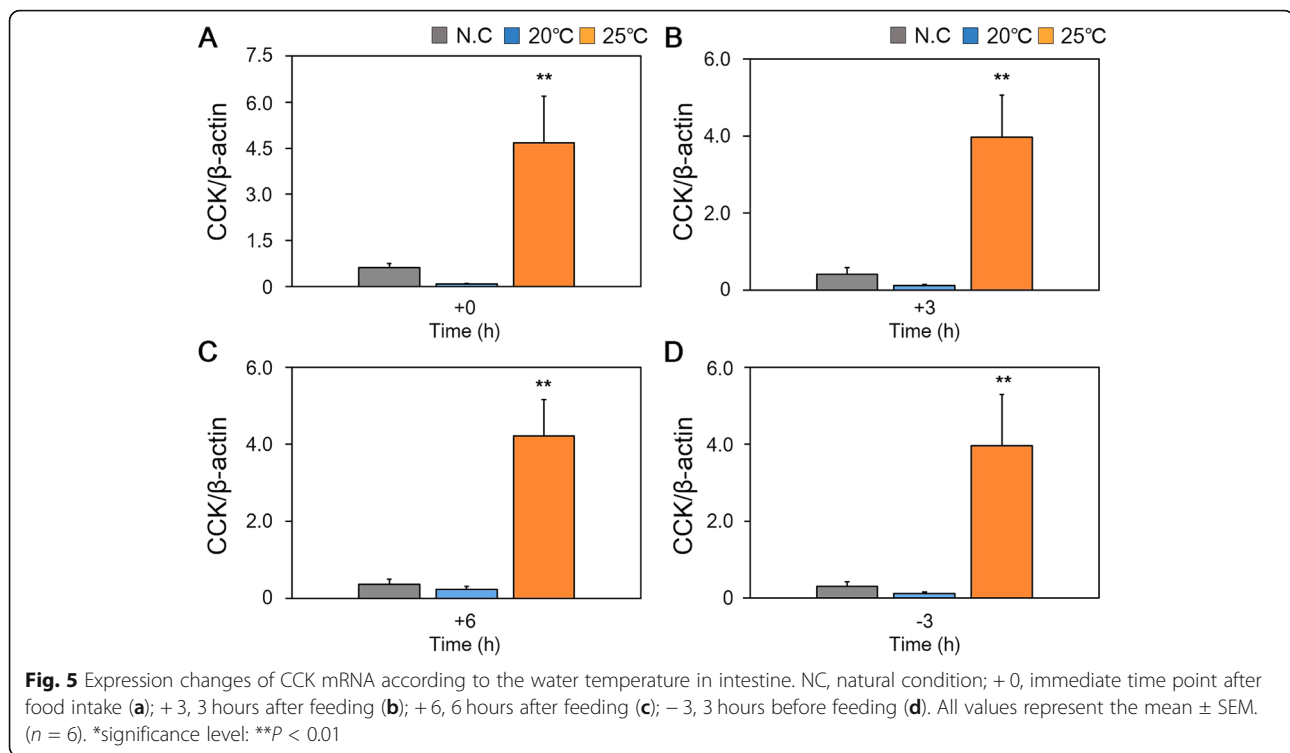 A
N.C 20℃ 25℃
7.5
6.0
4.5
3.0
1.5
0
CCK/β-actin
**
+0
Time (h)
B
N.C 20℃ 25℃
6.0
4.0
2.0
0
CCK/β-actin
**
+3
Time (h)
C
6.0
4.0
2.0
0
CCK/β-actin
**
+6
Time (h)
D
6.0
4.0
2.0
0
CCK/β-actin
**
-3
Time (h)
Fig. 5 Expression changes of CCK mRNA according to the water temperature in intestine. NC, natural condition; + 0, immediate time point after
food intake (a); + 3, 3 hours after feeding (b); + 6, 6 hours after feeding (c); − 3, 3 hours before feeding (d). All values represent the mean ± SEM.
(n = 6). *significance level: **P < 0.01